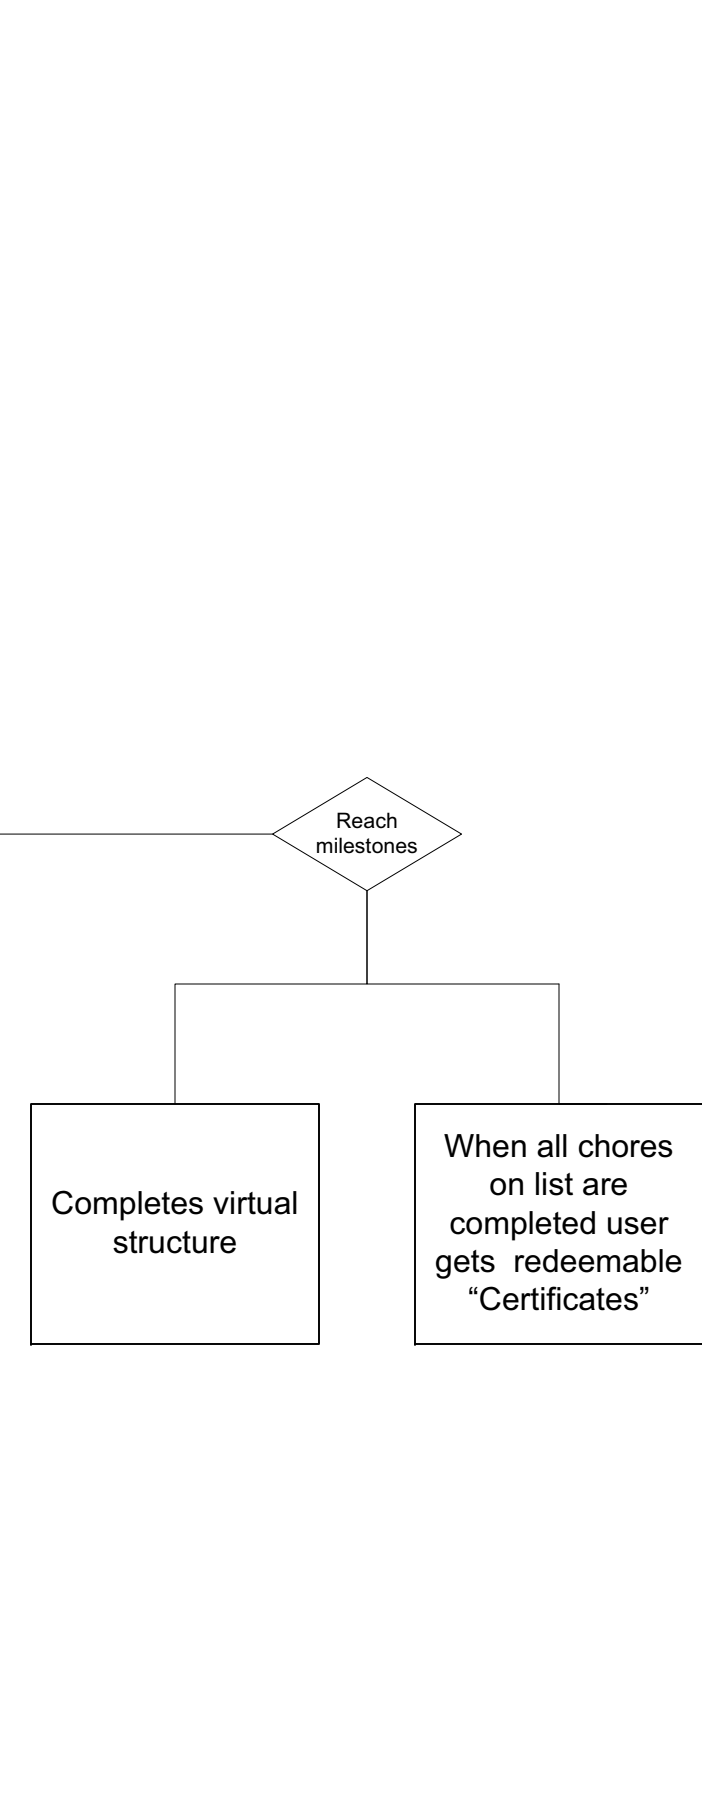 Reach
milestones
Completes virtual
structure
When all chores
on list are
completed user
gets  redeemable
“Certificates”